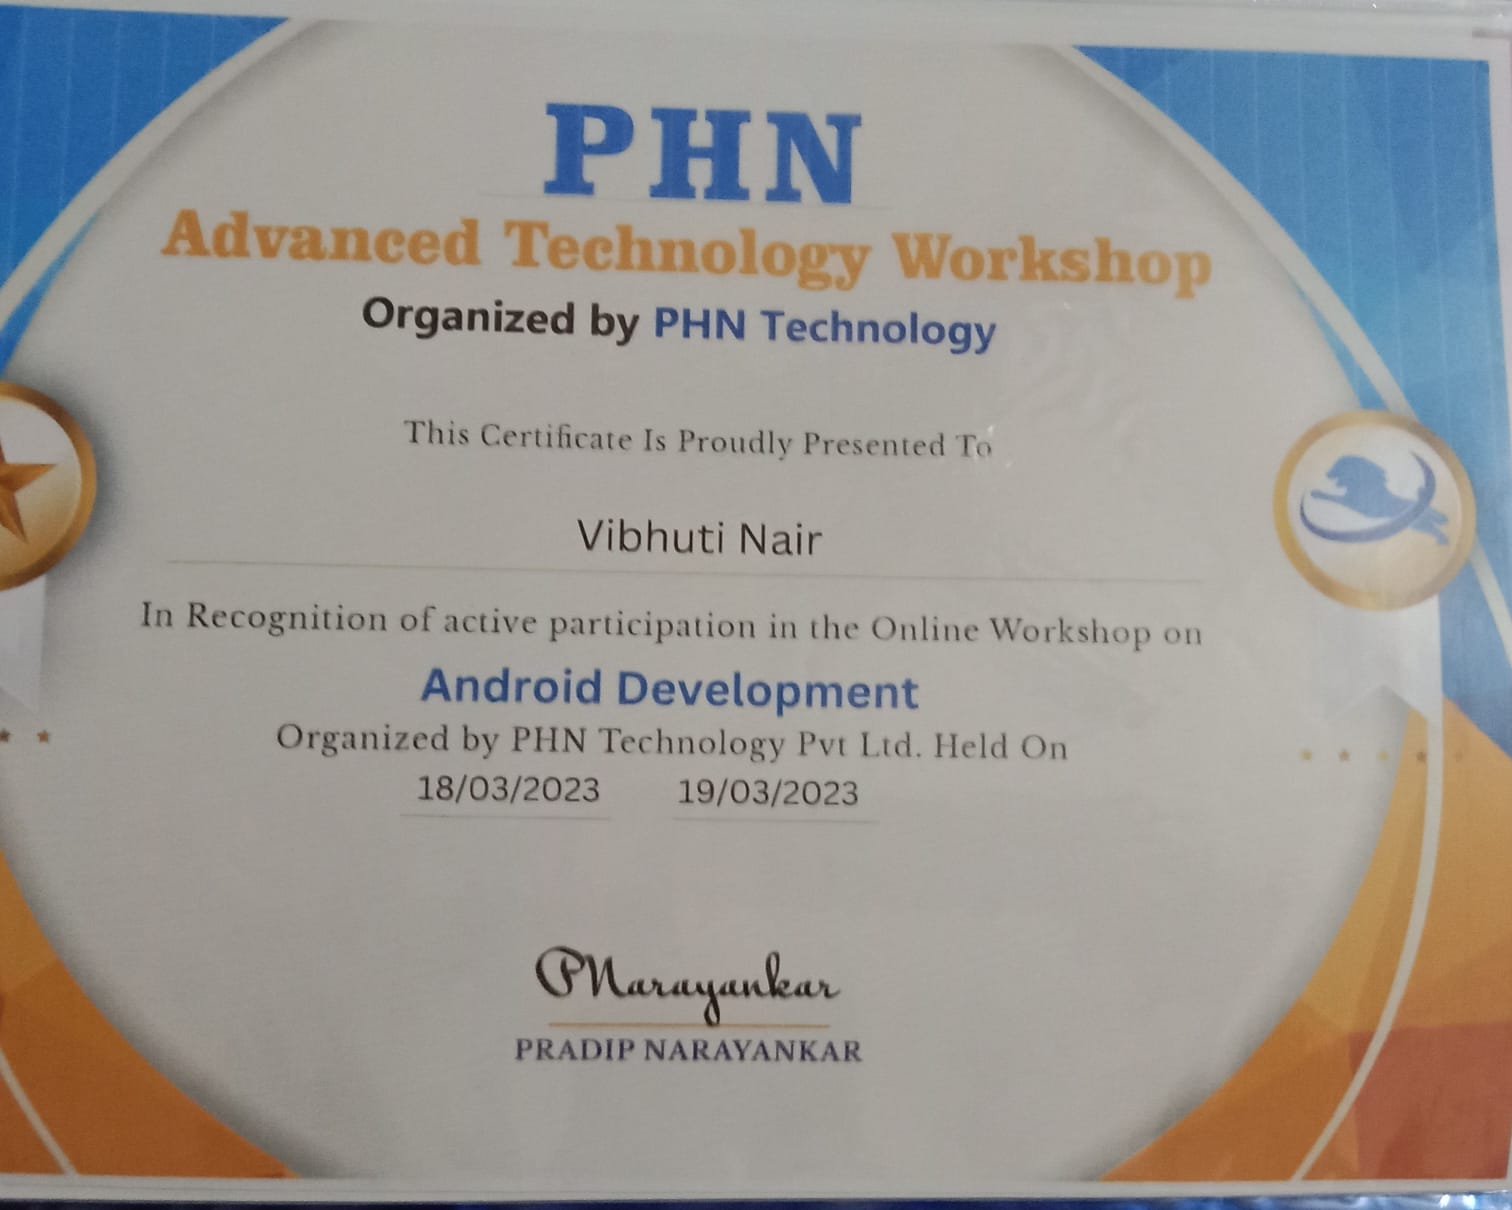 PHN
Advanced Technology Workshop
Organized by PHN Technology
This Certificate Is Proudly Presented To
Vibhuti Nair
In Recognition of active participation in the Online Workshop on
Android Development
Organized by PHN Technology Pvt Ltd. Held On
18/03/2023 19/03/2023
PNarayankar
PRADIP NARAYANKAR